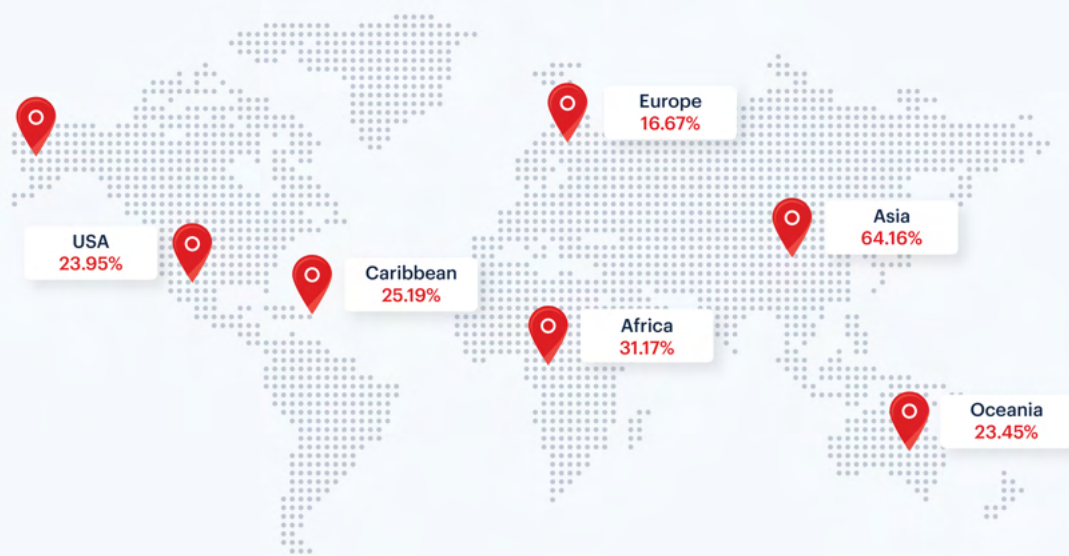 Europe
16.67%
Asia
64.16%
USA
23.95%
Caribbean
25.19%
Africa
31.17%
Oceania
23.45%